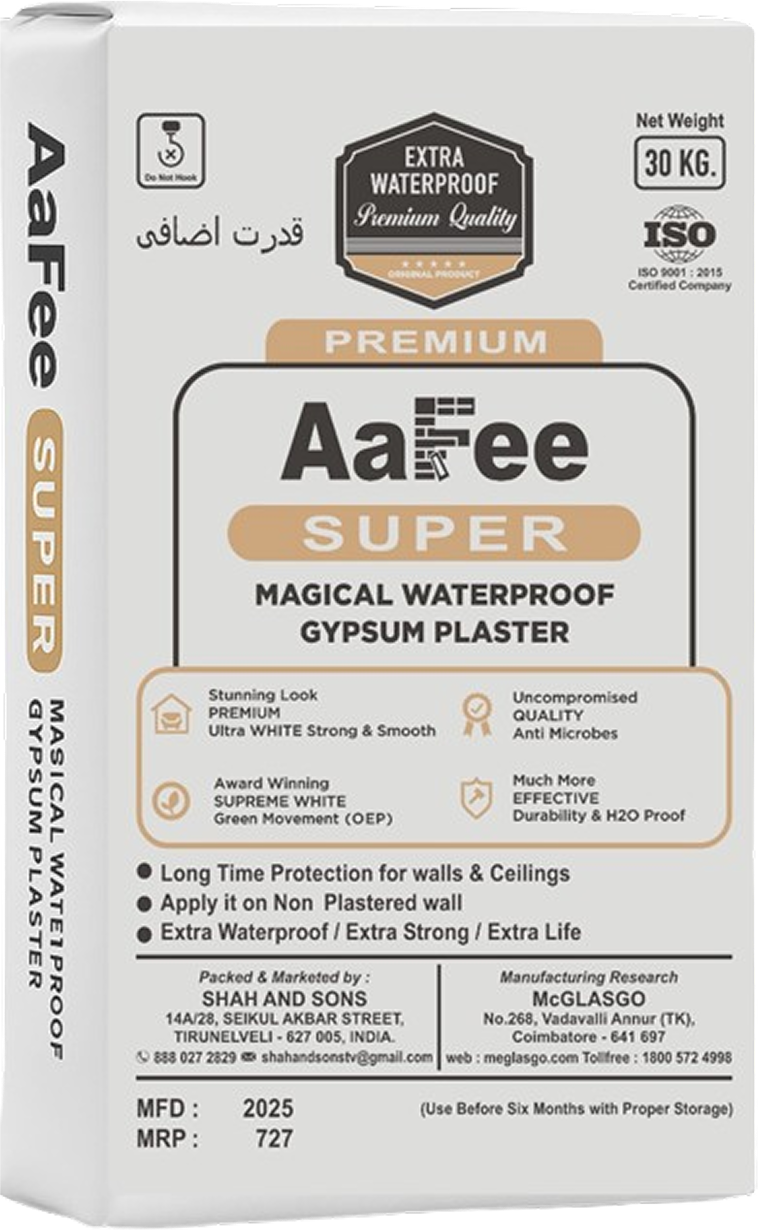 AaFee
SUPER
MASICAL WATE1PROOF
GYPSUM PLASTER
Do Not Hook
قدرت اضافی
EXTRA
WATERPROOF
Premium Quality
ORIGINAL PRODUCT
Net Weight
30 KG.
ISO
ISO 9001 : 2015
Certified Company
PREMIUM
AaFee
SUPER
MAGICAL WATERPROOF
GYPSUM PLASTER
Stunning Look
PREMIUM
Ultra WHITE Strong & Smooth
Uncompromised
QUALITY
Anti Microbes
Award Winning
SUPREME WHITE
Green Movement (OEP)
Much More
EFFECTIVE
Durability & H2O Proof
● Long Time Protection for walls & Ceilings
● Apply it on Non Plastered wall
● Extra Waterproof / Extra Strong / Extra Life
Packed & Marketed by :
SHAH AND SONS
14A/28, SEIKUL AKBAR STREET,
TIRUNELVELI - 627 005, INDIA.
888 027 2829 shahandsonstv@gmail.com
Manufacturing Research
McGLASGO
No.268, Vadavalli Annur (TK),
Coimbatore - 641 697
web : meglasgo.com Tollfree : 1800 572 4998
MFD : 2025
MRP : 727
(Use Before Six Months with Proper Storage)